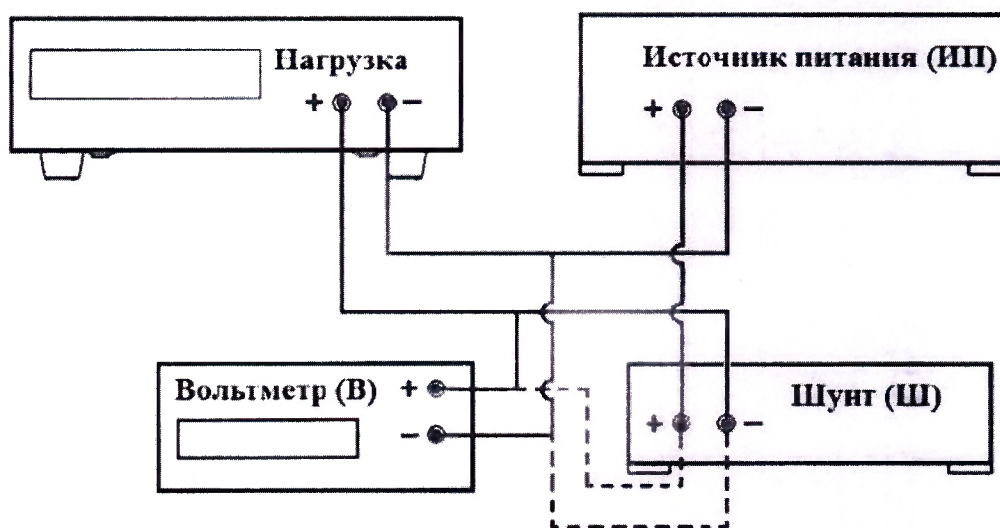 Нагрузка
+ −
Источник питания (ИП)
+ −
Вольтметр (В)
+
−
Шунт (Ш)
+ −